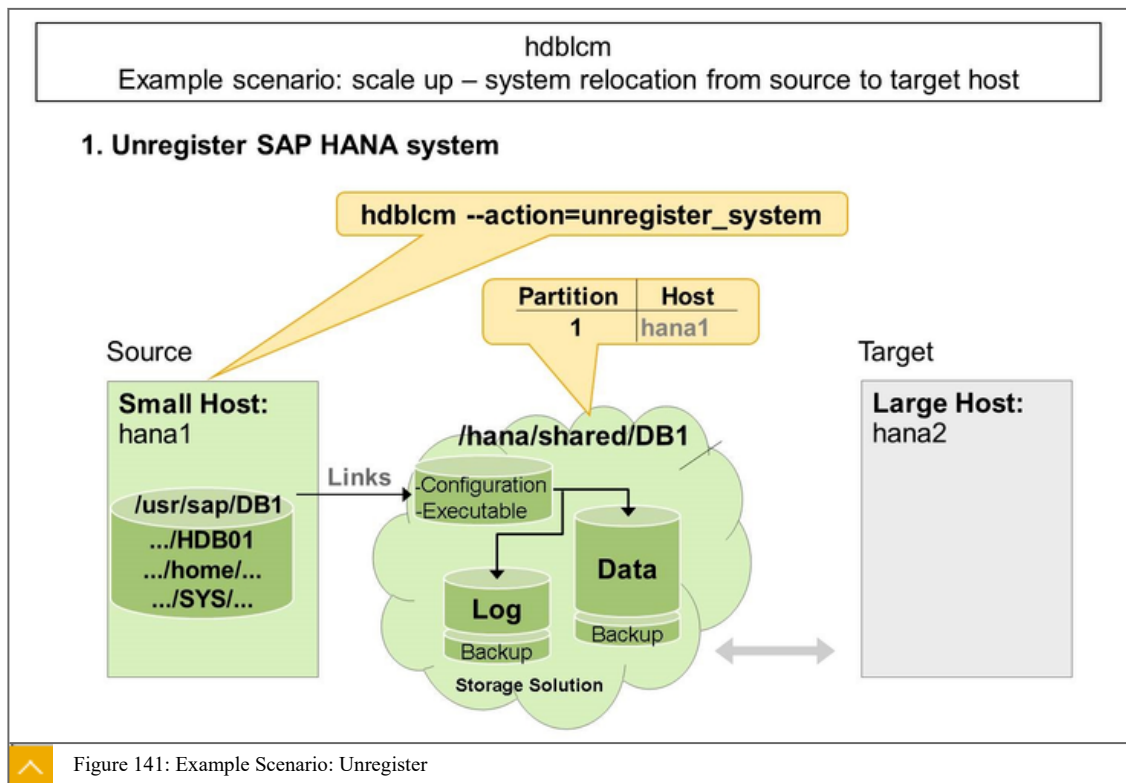 hdblcm
Example scenario: scale up – system relocation from source to target host
1. Unregister SAP HANA system
hdblcm --action=unregister_system
Partition Host
1 hana1
Source
Small Host:
hana1
/usr/sap/DB1
.../HDB01
.../home/...
.../SYS/...
Links
/hana/shared/DB1
-Configuration
-Executable
Log
Backup
Data
Backup
Storage Solution
Target
Large Host:
hana2
Figure 141: Example Scenario: Unregister